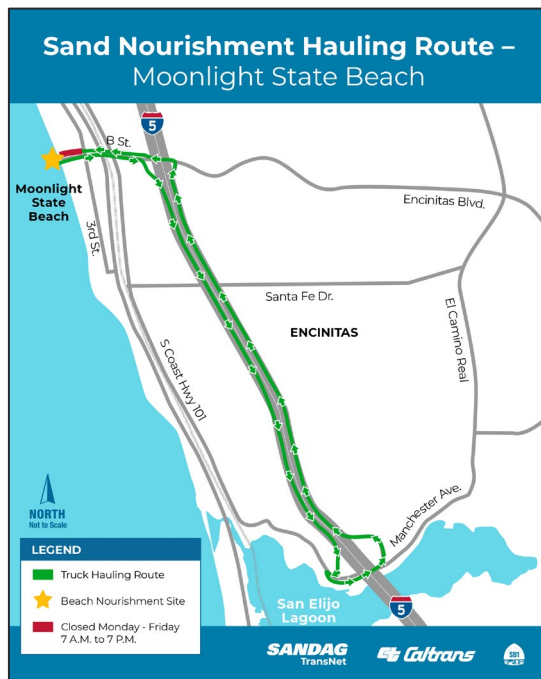 Sand Nourishment Hauling Route –
Moonlight State Beach
5
B St.
Moonlight
State
Beach
Encinitas Blvd.
3rd St.
Santa Fe Dr.
ENCINITAS
El Camino Real
S Coast Hwy 101
Manchester Ave.
NORTH
Not to Scale
LEGEND
Truck Hauling Route
Beach Nourishment Site
Closed Monday - Friday
7 A.M. to 7 P.M.
San Elijo
Lagoon
5
SANDAG
TransNet
Caltrans
SB1